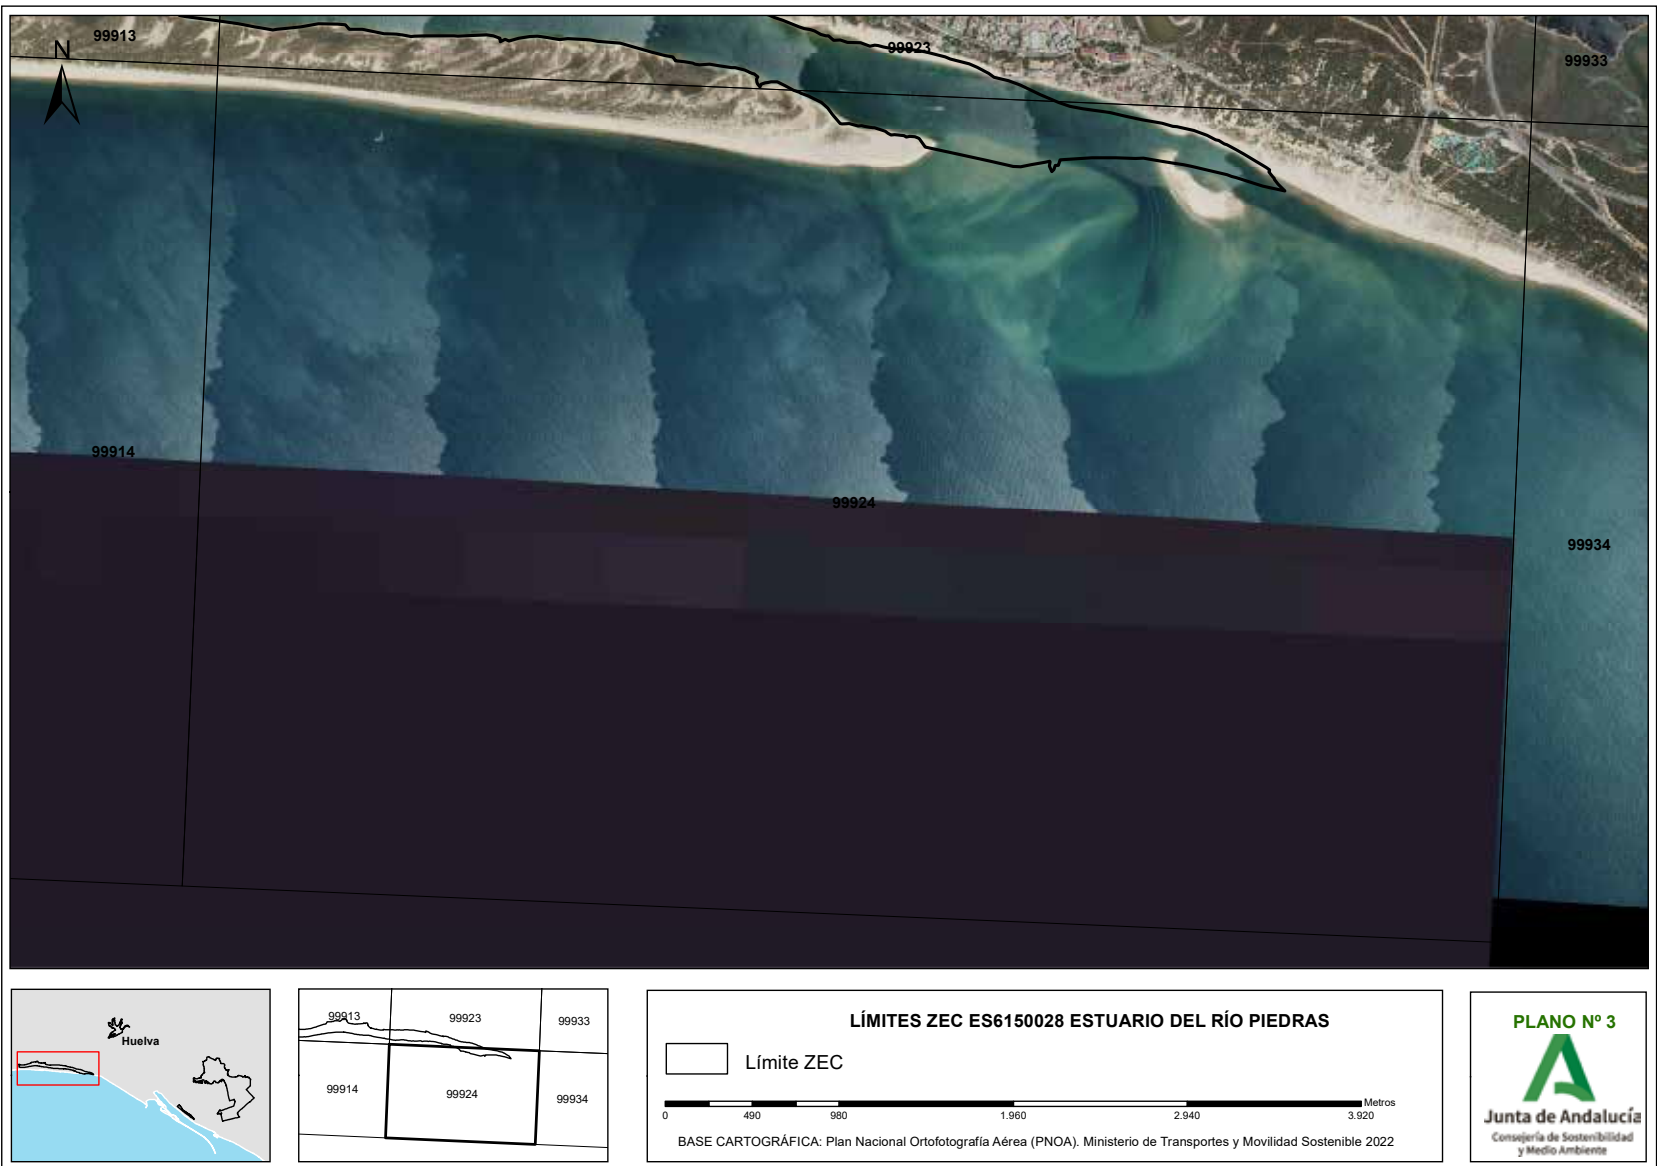 99913
N
99923
99933
99914
99924
99934
Huelva
99913
99923
99933
99914
99924
99934
LÍMITES ZEC ES6150028 ESTUARIO DEL RÍO PIEDRAS
Límite ZEC
Metros
0 490 980 1.960 2.940 3.920
BASE CARTOGRÁFICA: Plan Nacional Ortofotografía Aérea (PNOA). Ministerio de Transportes y Movilidad Sostenible 2022
PLANO Nº 3
Junta de Andalucía
Consejería de Sostenibilidad
y Medio Ambiente